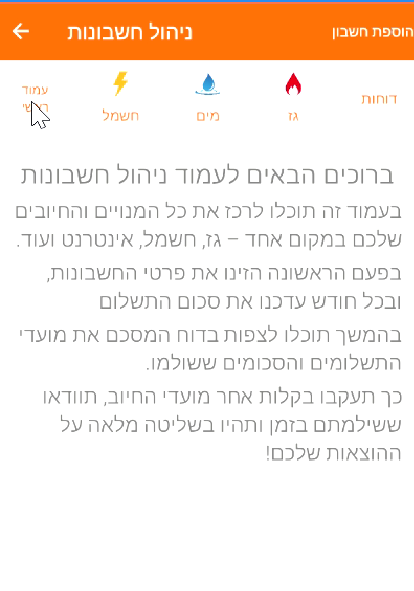 ניהול חשבונות
הוספת חשבון
עמוד
חשמל
מים
גז
דוחות
ברוכים הבאים לעמוד ניהול חשבונות
בעמוד זה תוכלו לרכז את כל המנויים והחיובים
שלכם במקום אחד – גז, חשמל, אינטרנט ועוד.
בפעם הראשונה הזינו את פרטי החשבונות,
ובכל חודש עדכנו את סכום התשלום
בהמשך תוכלו לצפות בדוח המסכם את מועדי
התשלומים והסכומים ששולמו.
כך תעקבו בקלות אחר מועדי החיוב, תוודאו
ששילמתם בזמן ותהיו בשליטה מלאה על
ההוצאות שלכם!